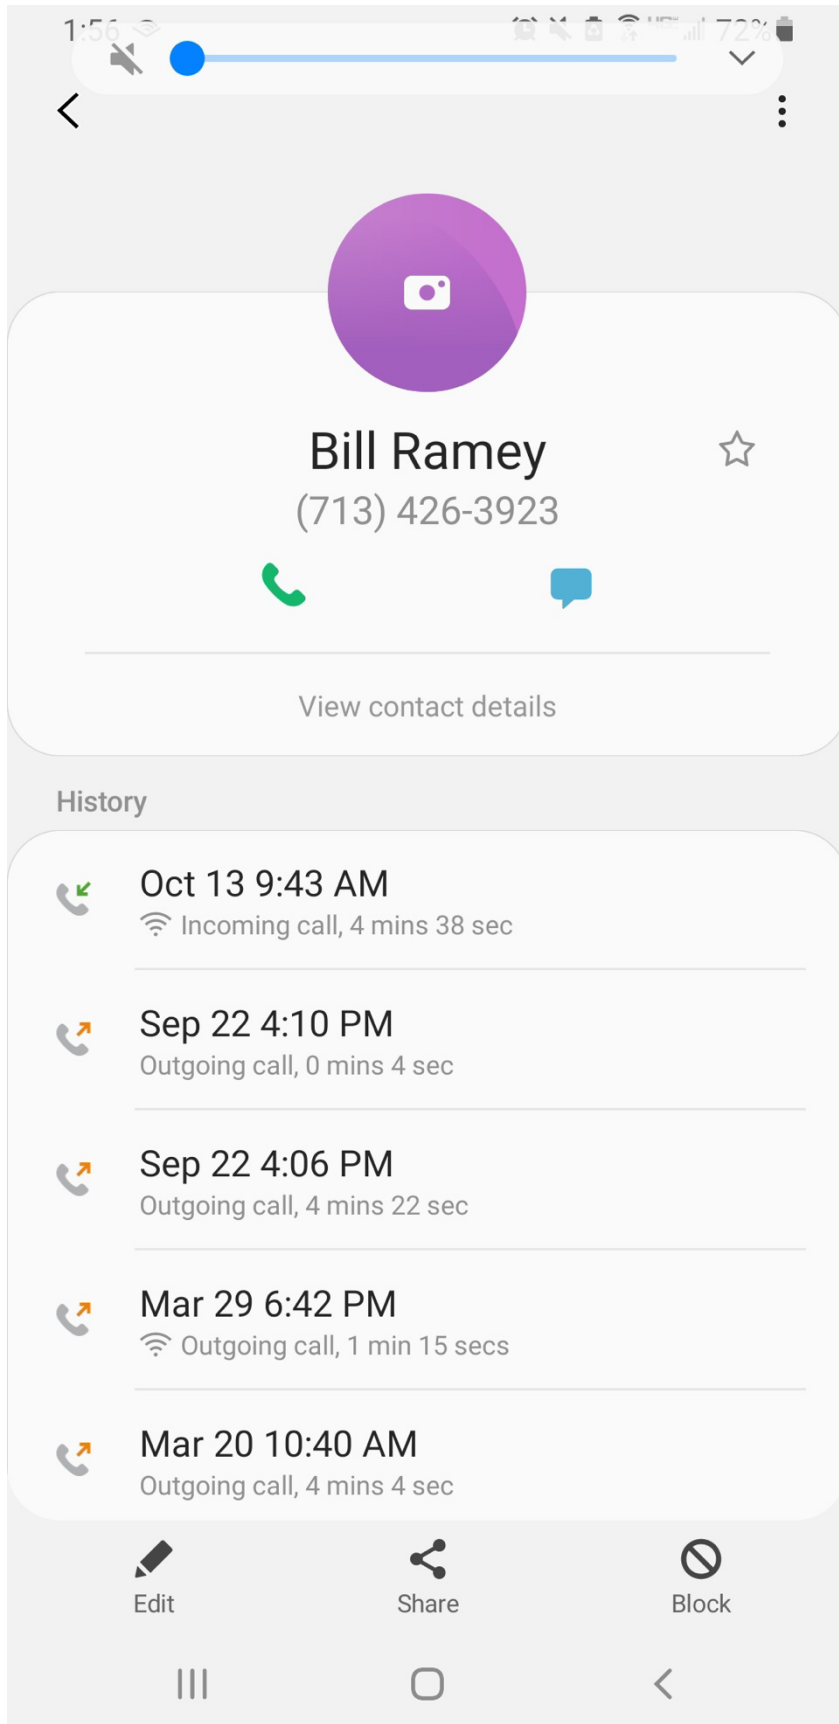 1:56
72%
Bill Ramey
(713) 426-3923
View contact details
History
Oct 13 9:43 AM
Incoming call, 4 mins 38 sec
Sep 22 4:10 PM
Outgoing call, 0 mins 4 sec
Sep 22 4:06 PM
Outgoing call, 4 mins 22 sec
Mar 29 6:42 PM
Outgoing call, 1 min 15 secs
Mar 20 10:40 AM
Outgoing call, 4 mins 4 sec
Edit Share Block